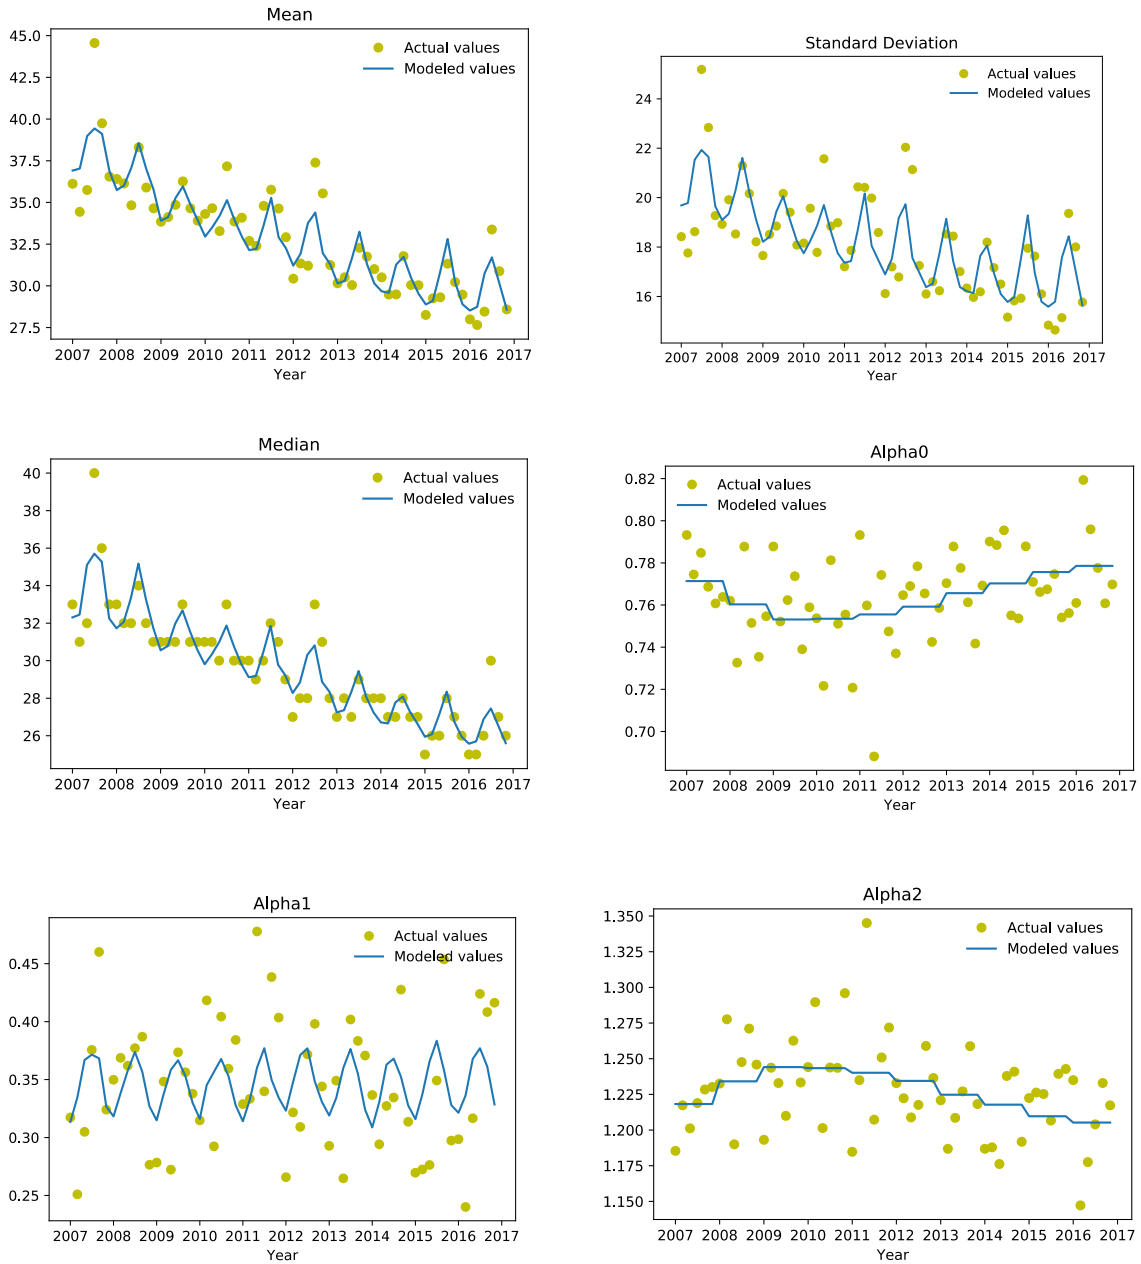 Mean
Actual values
Modeled values
45.0
42.5
40.0
37.5
35.0
32.5
30.0
27.5
2007 2008 2009 2010 2011 2012 2013 2014 2015 2016 2017
Year
Standard Deviation
Actual values
Modeled values
24
22
20
18
16
2007 2008 2009 2010 2011 2012 2013 2014 2015 2016 2017
Year
Median
Actual values
Modeled values
40
38
36
34
32
30
28
26
2007 2008 2009 2010 2011 2012 2013 2014 2015 2016 2017
Year
Alpha0
Actual values
Modeled values
0.82
0.80
0.78
0.76
0.74
0.72
0.70
2007 2008 2009 2010 2011 2012 2013 2014 2015 2016 2017
Year
Alpha1
Actual values
Modeled values
0.45
0.40
0.35
0.30
0.25
2007 2008 2009 2010 2011 2012 2013 2014 2015 2016 2017
Year
Alpha2
Actual values
Modeled values
1.350
1.325
1.300
1.275
1.250
1.225
1.200
1.175
1.150
2007 2008 2009 2010 2011 2012 2013 2014 2015 2016 2017
Year